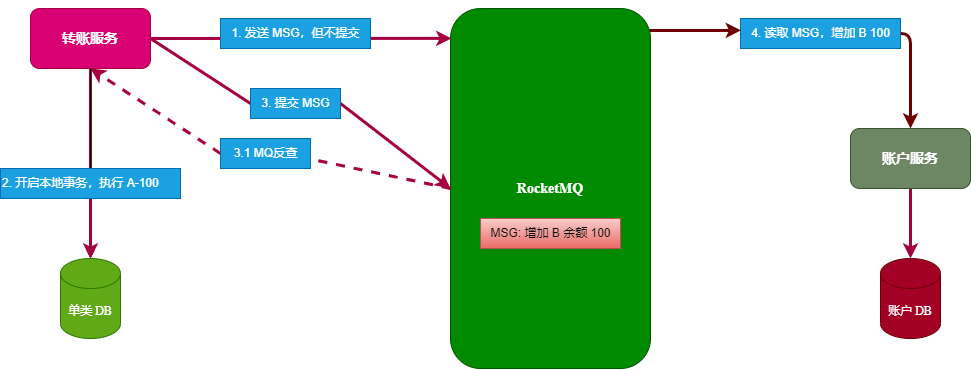 转账服务
1. 发送 MSG，但不提交
4. 读取 MSG，增加 B 100
3. 提交 MSG
3.1 MQ反查
账户服务
2. 开启本地事务，执行 A-100
RocketMQ
MSG: 增加 B 余额 100
单类 DB
账户 DB